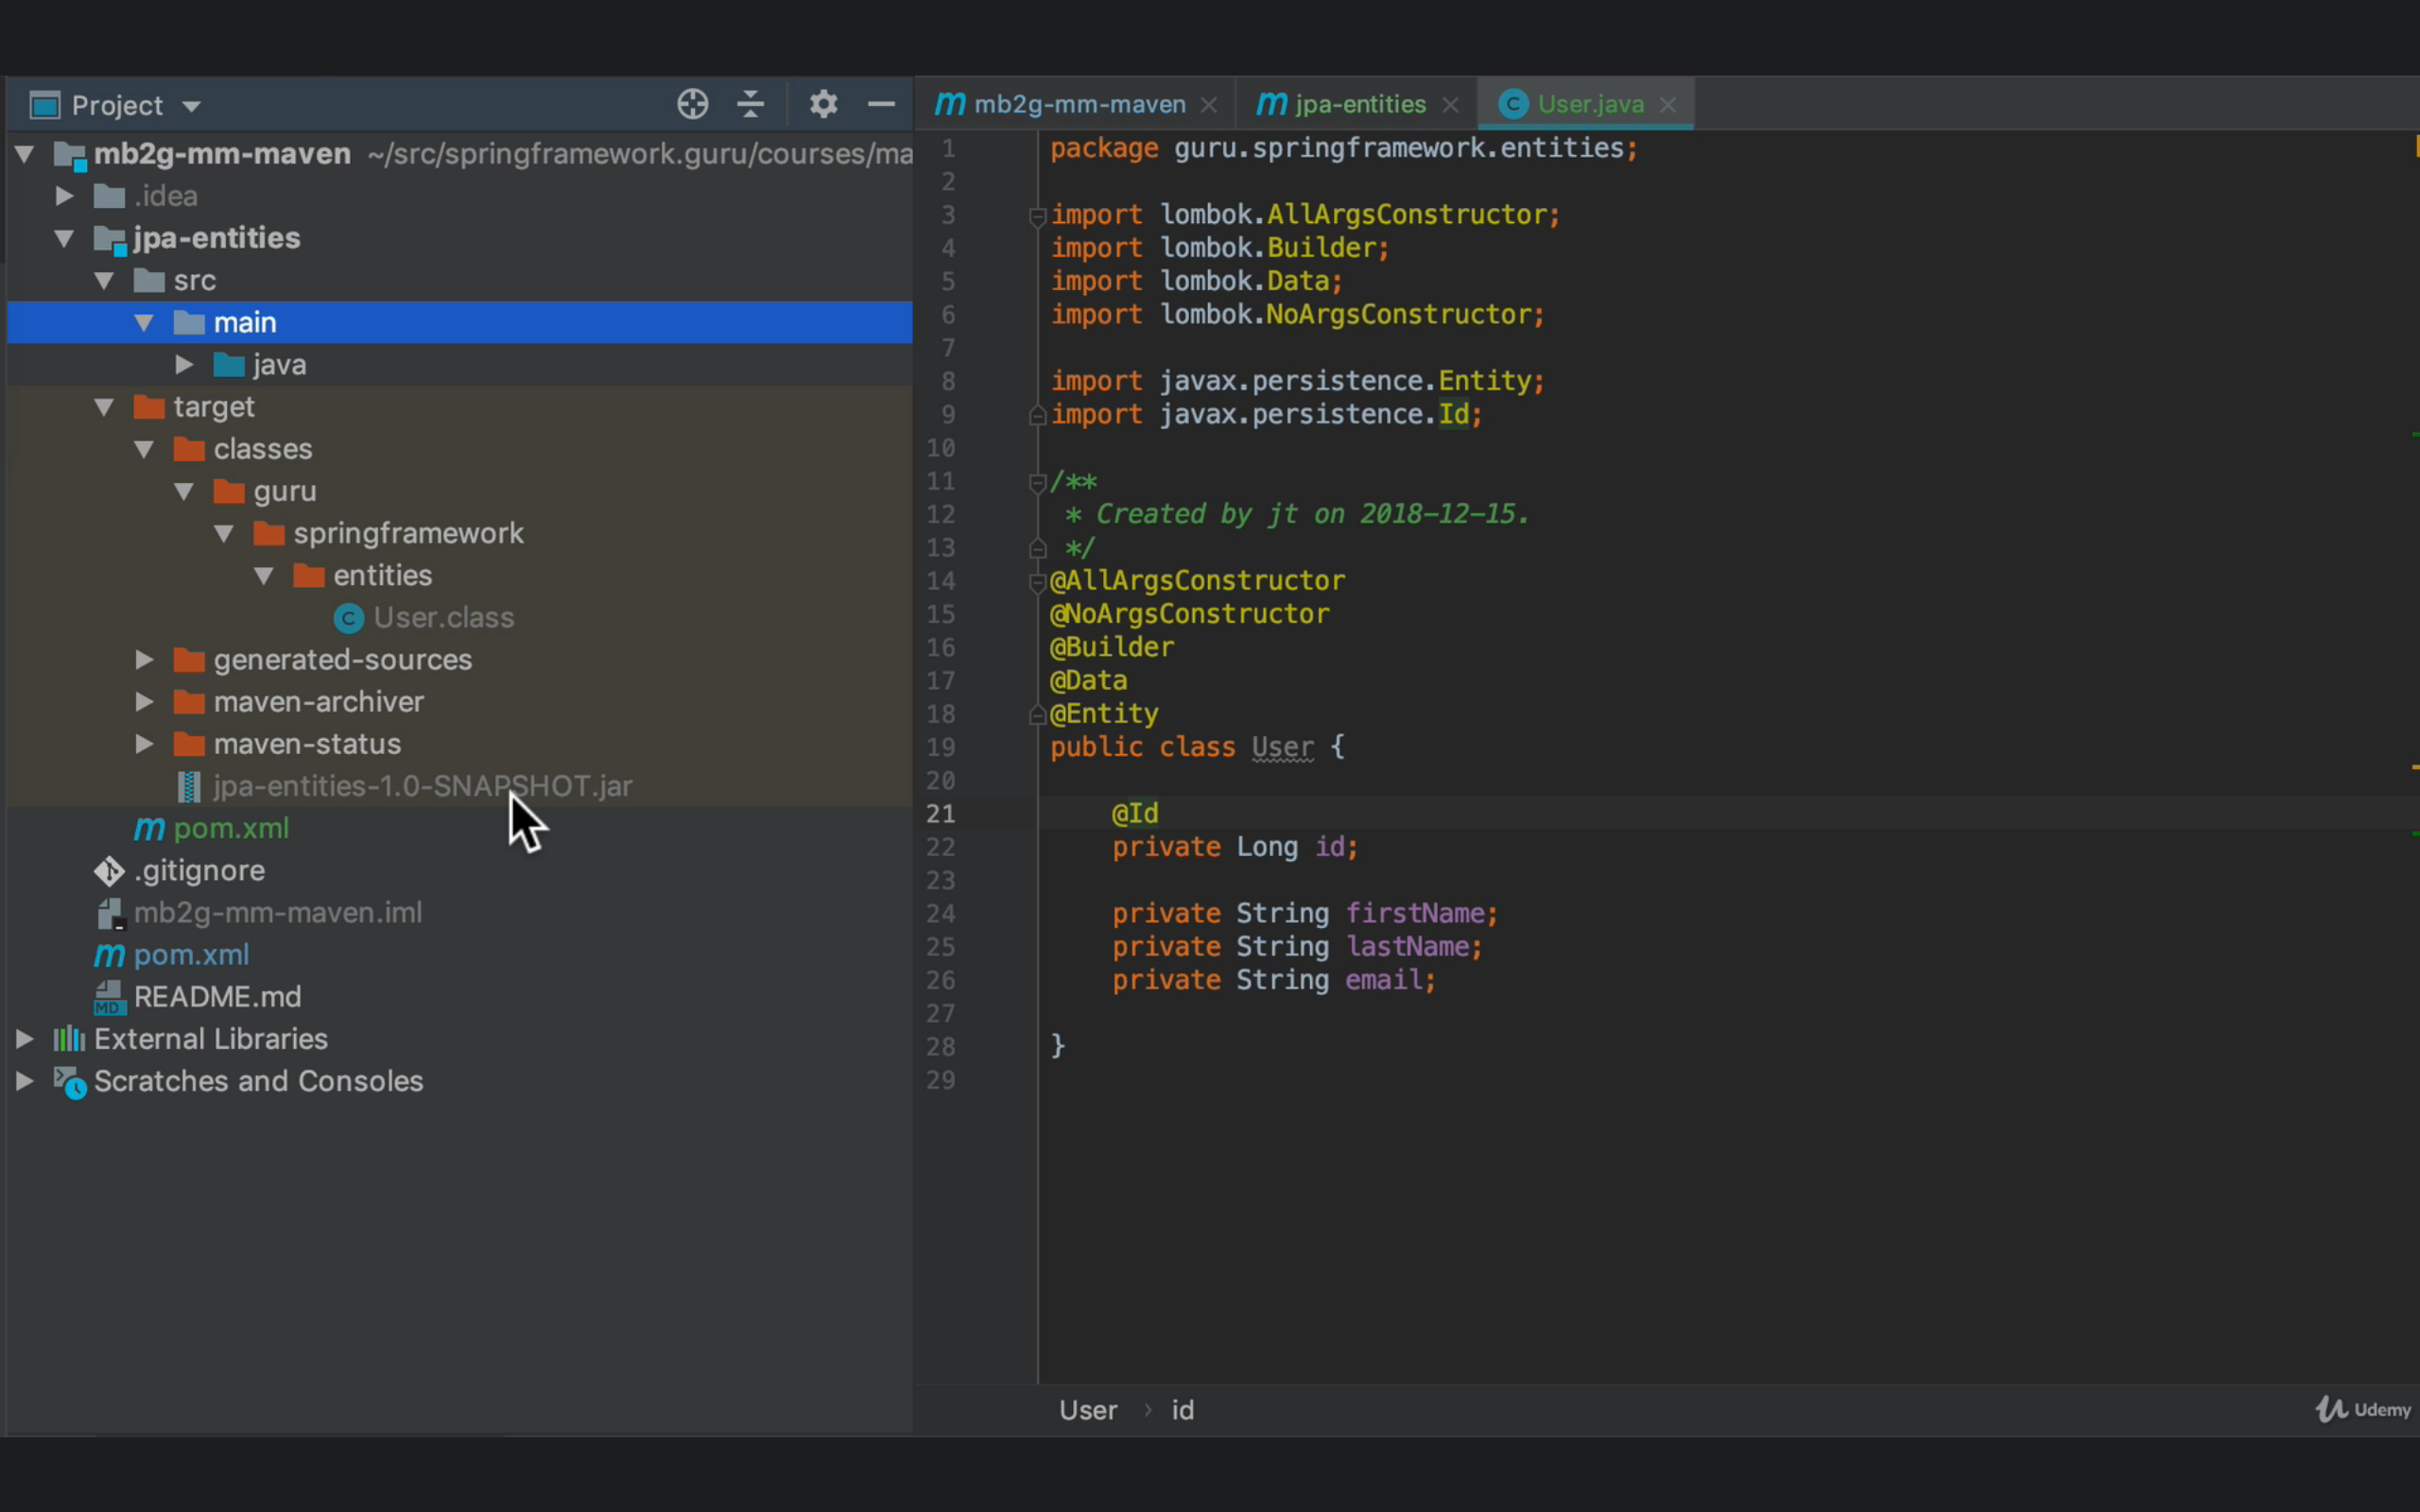 Project
mb2g-mm-maven ~/src/springframework.guru/courses/ma
.idea
jpa-entities
src
main
java
target
classes
guru
springframework
entities
User.class
generated-sources
maven-archiver
maven-status
jpa-entities-1.0-SNAPSHOT.jar
pom.xml
.gitignore
mb2g-mm-maven.iml
pom.xml
README.md
External Libraries
Scratches and Consoles
mb2g-mm-maven
jpa-entities
User.java
1 package guru.springframework.entities;
2
3 import lombok.AllArgsConstructor;
4 import lombok.Builder;
5 import lombok.Data;
6 import lombok.NoArgsConstructor;
7
8 import javax.persistence.Entity;
9 import javax.persistence.Id;
10
11 /**
12 * Created by jt on 2018-12-15.
13 */
14 @AllArgsConstructor
15 @NoArgsConstructor
16 @Builder
17 @Data
18 @Entity
19 public class User {
20
21 @Id
22 private Long id;
23
24 private String firstName;
25 private String lastName;
26 private String email;
27
28 }
29
User › id
Udemy